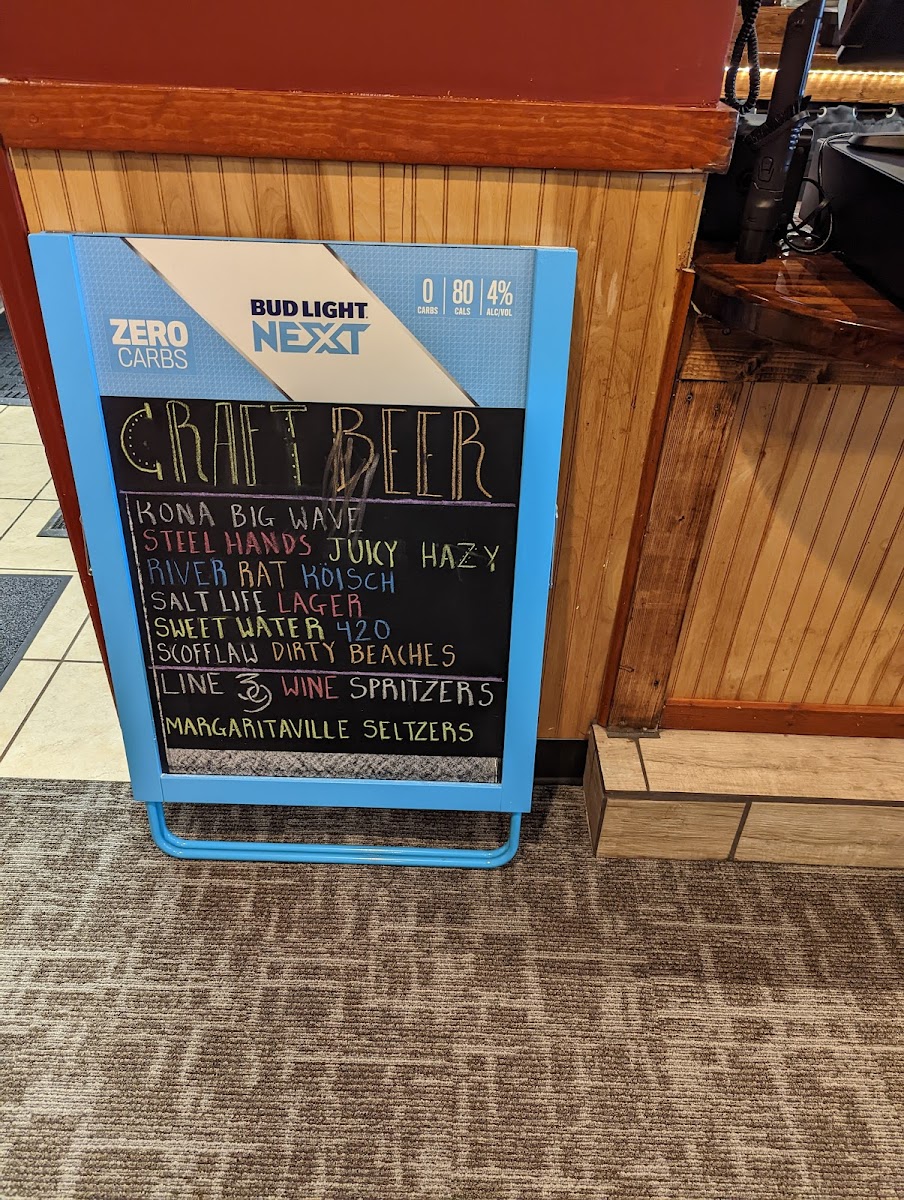 ZERO
CARBS
BUD LIGHT
NEXT
0 80 4%
CARBS CALS ALC/VOL
CRAFT BEER
KONA BIG WAVE
STEEL HANDS JUICY HAZY
RIVER RAT KÖISCH
SALT LIFE LAGER
SWEET WATER 420
SCOFFLAW DIRTY BEACHES
LINE 39 WINE SPRITZERS
MARGARITAVILLE SELTZERS